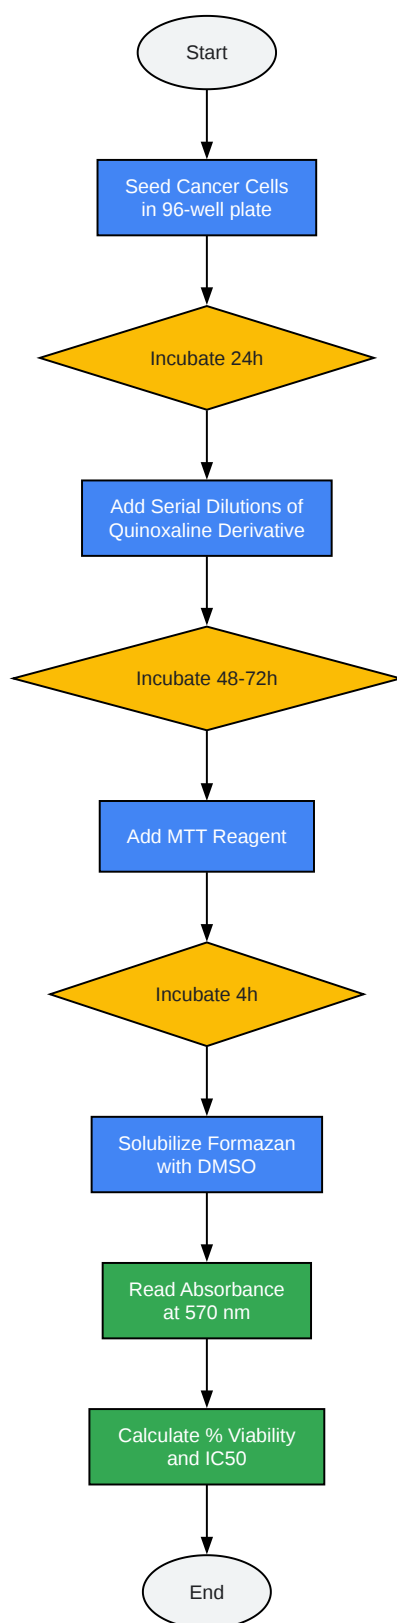 Start
Seed Cancer Cells
in 96-well plate
Incubate 24h
Add Serial Dilutions of
Quinoxaline Derivative
Incubate 48-72h
Add MTT Reagent
Incubate 4h
Solubilize Formazan
with DMSO
Read Absorbance
at 570 nm
Calculate % Viability
and IC50
End